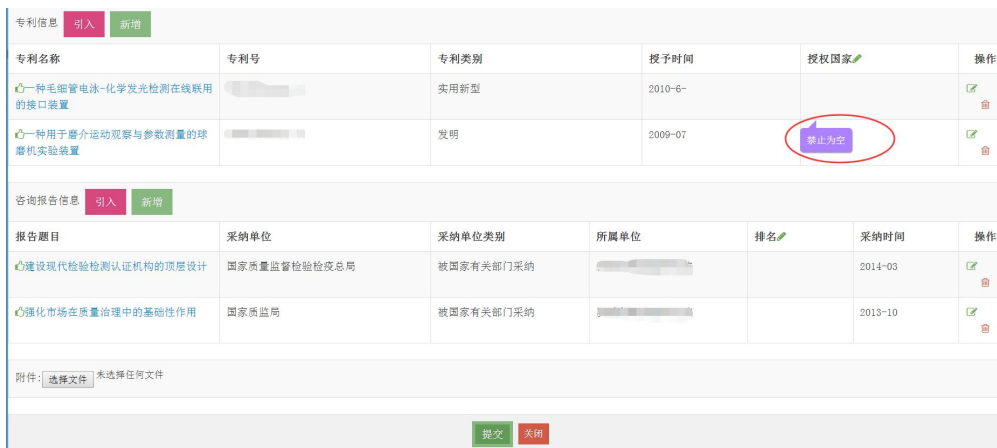 专利信息 引入 新增
专利名称 专利号 专利类别 授予时间 授权国家 操作
一种毛细管电泳-化学发光检测在线联用的接口装置 实用新型 2010-6-
一种用于磨介运动观察与参数测量的球磨机实验装置 发明 2009-07 禁止为空
咨询报告信息 引入 新增
报告题目 采纳单位 采纳单位类别 所属单位 排名 采纳时间 操作
建设现代检验检测认证机构的顶层设计 国家质量监督检验检疫总局 被国家有关部门采纳 2014-03
强化市场在质量治理中的基础性作用 国家质监局 被国家有关部门采纳 2013-10
附件: 选择文件 未选择任何文件
提交 关闭